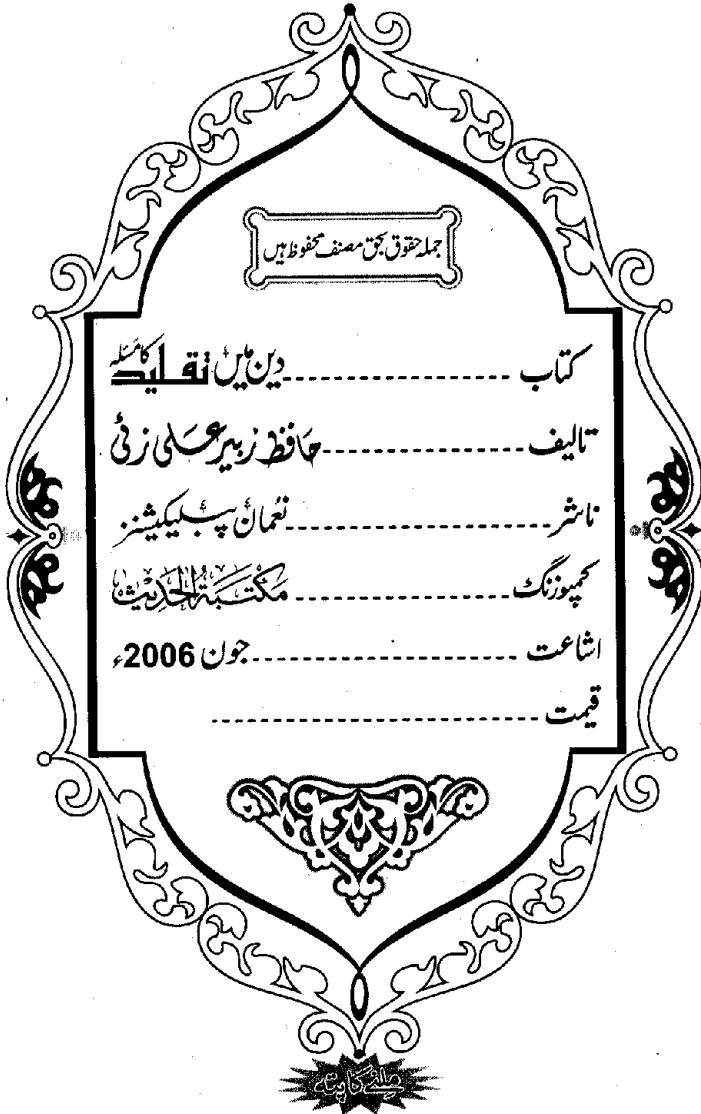 جملہ حقوق بحق مصنف محفوظ ہیں
کتاب ------------------ دین میں تقلید کا مسئلہ
تالیف ------------------ حافظ زبیر علی زئی
ناشر ------------------ نعمان پبلیکیشنز
کمپوزنگ ------------------ مکتبۃ الحدیث
اشاعت ------------------ جون 2006ء
قیمت ------------------
ملنے کا پتہ